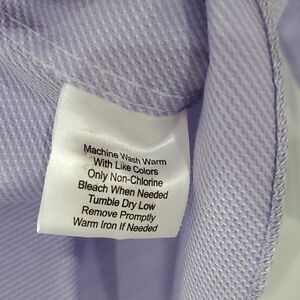 Machine Wash Warm
With Like Colors
Only Non-Chlorine
Bleach When Needed
Tumble Dry Low
Remove Promptly
Warm Iron If Needed